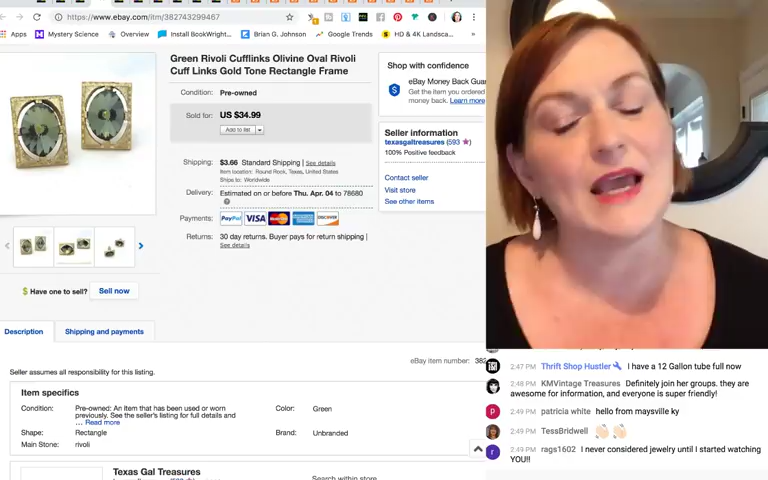 https://www.ebay.com/itm/382743299467
Apps
Mystery Science
Overview
Install BookWright...
Brian G. Johnson
Google Trends
HD & 4K Landsca...
Green Rivoli Cufflinks Olivine Oval Rivoli
Cuff Links Gold Tone Rectangle Frame
Condition: Pre-owned
Sold for: US $34.99
Add to list
Shipping: $3.66 Standard Shipping | See details
Item location: Round Rock, Texas, United States
Ships to: Worldwide
Delivery: Estimated on or before Thu. Apr. 04 to 78680
Payments: PayPal VISA MasterCard DISCOVER
Returns: 30 day returns. Buyer pays for return shipping |
See details
Shop with confidence
eBay Money Back Guar
Get the item you ordered
money back. Learn more
Seller information
texasgaltreasures (593)
100% Positive feedback
Contact seller
Visit store
See other items
$ Have one to sell? Sell now
Description
Shipping and payments
eBay item number: 382
Seller assumes all responsibility for this listing.
Item specifics
Condition: Pre-owned: An item that has been used or worn
previously. See the seller's listing for full details and
... Read more
Color: Green
Shape: Rectangle
Brand: Unbranded
Main Stone: rivoli
Texas Gal Treasures
Search within store
2:47 PM Thrift Shop Hustler I have a 12 Gallon tube full now
2:48 PM KMVintage Treasures Definitely join her groups. they are
awesome for information, and everyone is super friendly!
2:49 PM patricia white hello from maysville ky
2:49 PM TessBridwell
2:49 PM rags1602 I never considered jewelry until I started watching
YOU!!